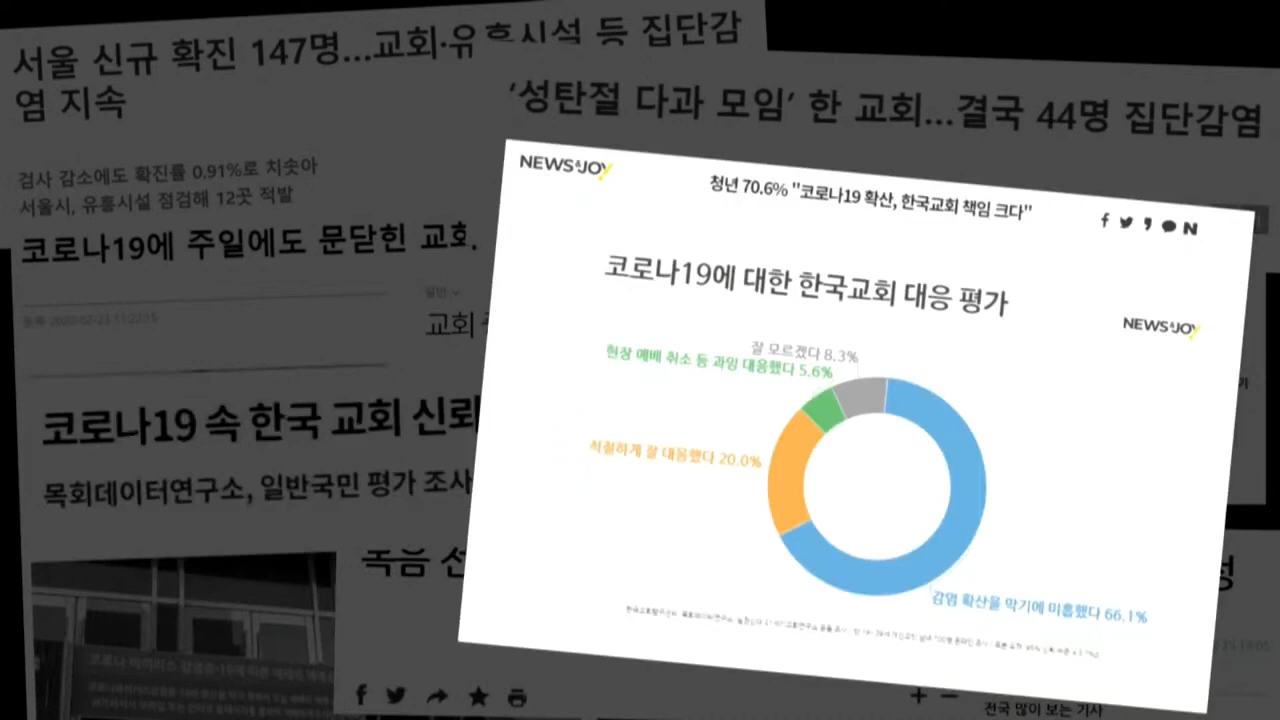 서울 신규 확진 147명...교회·유흥시설 등 집단감
염 지속
검사 감소에도 확진률 0.91%로 치솟아
서울시, 유흥시설 점검해 12곳 적발
코로나19에 주일에도 문닫힌 교회.
교회
코로나19 속 한국 교회 신뢰
목회데이터연구소, 일반국민 평가 조사
'성탄절 다과 모임' 한 교회...결국 44명 집단감염
NEWS&JOY
청년 70.6% "코로나19 확산, 한국교회 책임 크다"
코로나19에 대한 한국교회 대응 평가
NEWS&JOY
잘 모르겠다 8.3%
현장 예배 취소 등 과잉 대응했다 5.6%
적절하게 잘 대응했다 20.0%
감염 확산을 막기에 미흡했다 66.1%
전국 많이 보는 기사